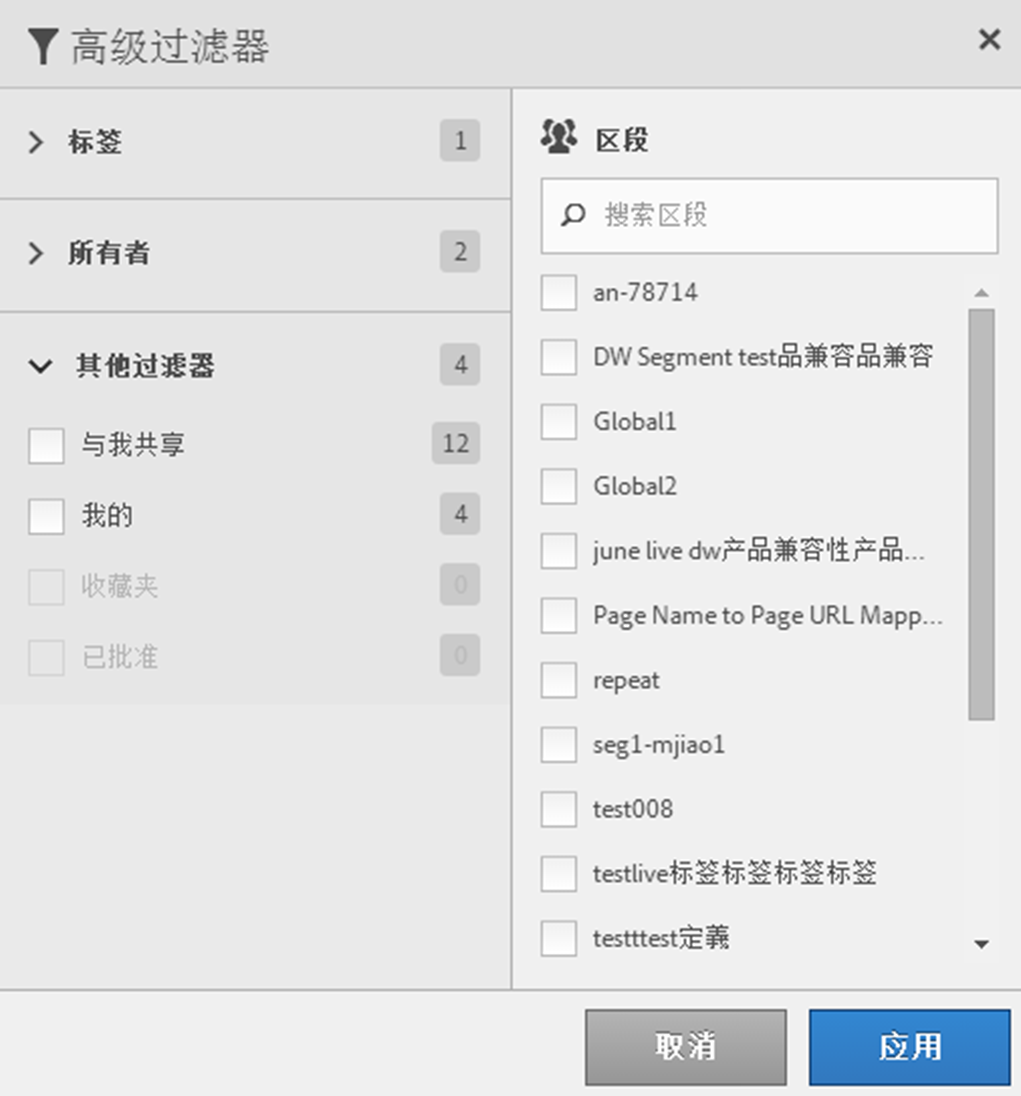 高级过滤器
标签 1
所有者 2
其他过滤器 4
与我共享 12
我的 4
收藏夹 0
已批准 0
区段
搜索区段
an-78714
DW Segment test品兼容品兼容
Global1
Global2
june live dw产品兼容性产品...
Page Name to Page URL Mapp...
repeat
seg1-mjiao1
test008
testlive标签标签标签标签
testttest定義
取消
应用